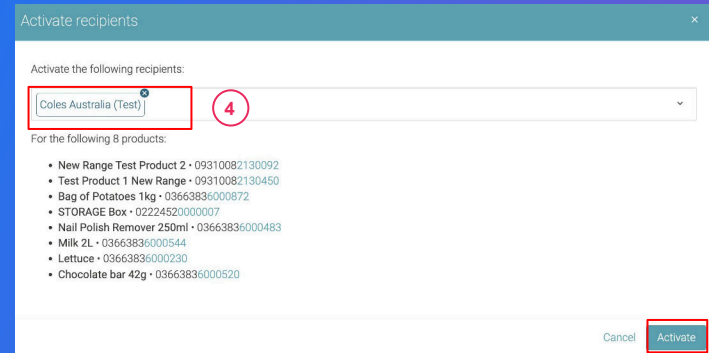 Activate recipients ×
Activate the following recipients:
Coles Australia (Test)
4
For the following 8 products:
• New Range Test Product 2 • 09310082130092
• Test Product 1 New Range • 09310082130450
• Bag of Potatoes 1kg • 03663836000872
• STORAGE Box • 02224520000007
• Nail Polish Remover 250ml • 03663836000483
• Milk 2L • 03663836000544
• Lettuce • 03663836000230
• Chocolate bar 42g • 03663836000520
Cancel Activate